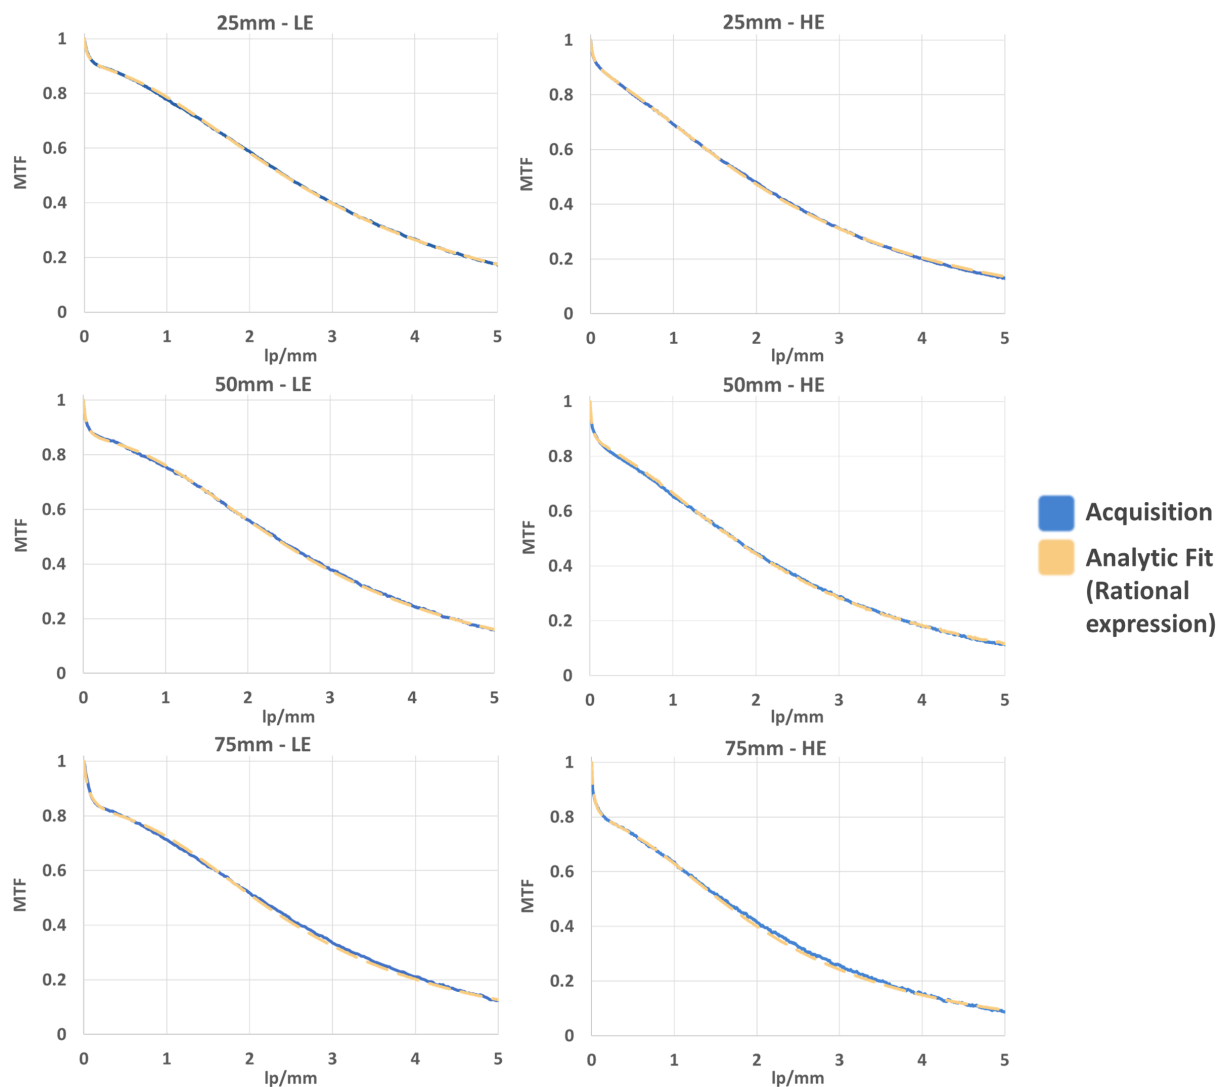 25mm - LE
1
0.8
0.6
0.4
0.2
0
MTF
0 1 2 3 4 5
lp/mm
25mm - HE
1
0.8
0.6
0.4
0.2
0
MTF
0 1 2 3 4 5
lp/mm
50mm - LE
1
0.8
0.6
0.4
0.2
0
MTF
0 1 2 3 4 5
lp/mm
50mm - HE
1
0.8
0.6
0.4
0.2
0
MTF
0 1 2 3 4 5
lp/mm
75mm - LE
1
0.8
0.6
0.4
0.2
0
MTF
0 1 2 3 4 5
lp/mm
75mm - HE
1
0.8
0.6
0.4
0.2
0
MTF
0 1 2 3 4 5
lp/mm
Acquisition
Analytic Fit
(Rational
expression)